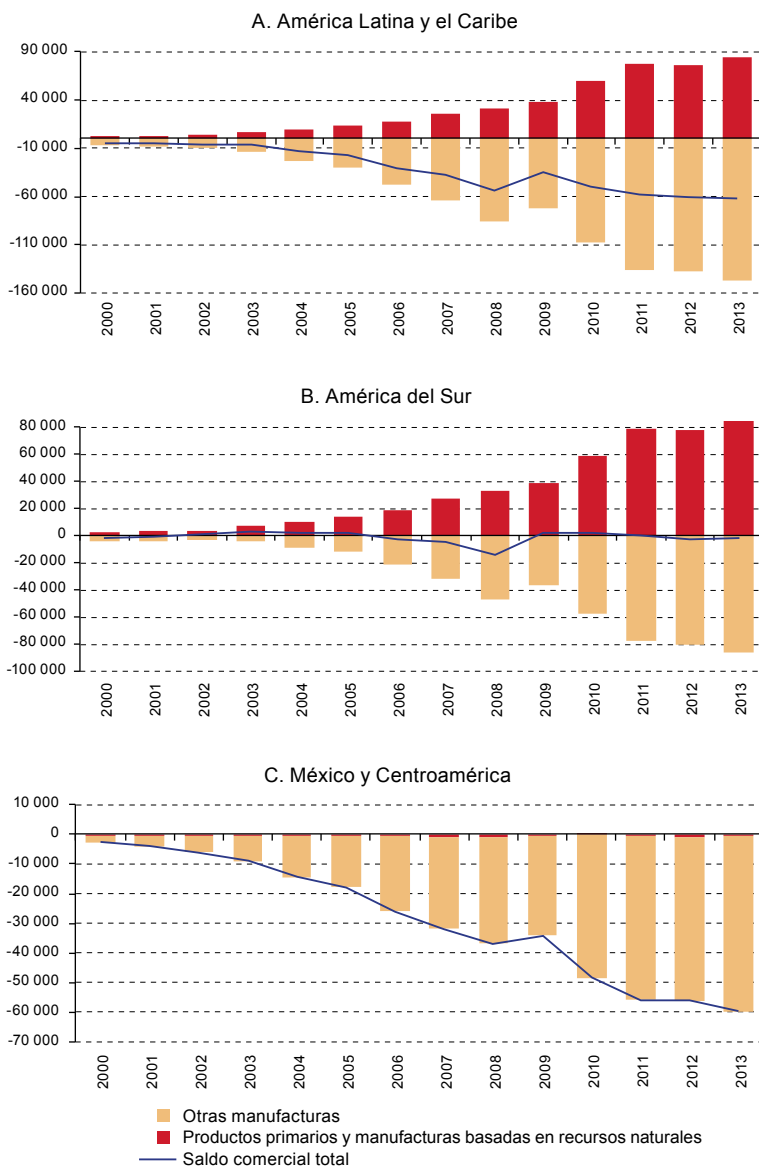 A. América Latina y el Caribe
90 000
40 000
-10 000
-60 000
-110 000
-160 000
2000 2001 2002 2003 2004 2005 2006 2007 2008 2009 2010 2011 2012 2013
B. América del Sur
80 000
60 000
40 000
20 000
0
-20 000
-40 000
-60 000
-80 000
-100 000
2000 2001 2002 2003 2004 2005 2006 2007 2008 2009 2010 2011 2012 2013
C. México y Centroamérica
10 000
0
-10 000
-20 000
-30 000
-40 000
-50 000
-60 000
-70 000
2000 2001 2002 2003 2004 2005 2006 2007 2008 2009 2010 2011 2012 2013
Otras manufacturas
Productos primarios y manufacturas basadas en recursos naturales
Saldo comercial total